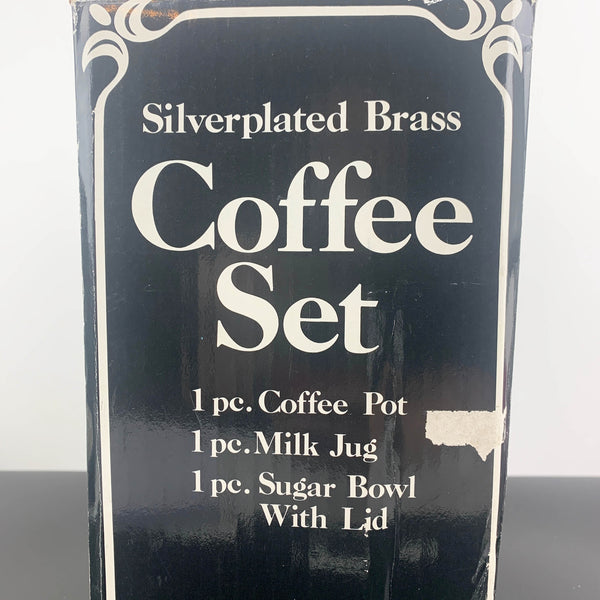 Silverplated Brass
Coffee
Set
1 pc. Coffee Pot
1 pc. Milk Jug
1 pc. Sugar Bowl
With Lid